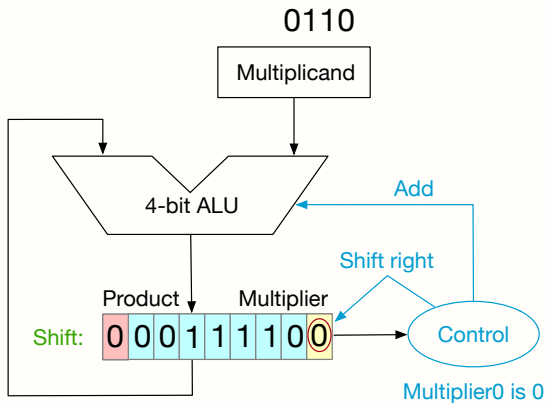 0110
Multiplicand
4-bit ALU
Add
Shift right
Product Multiplier
Shift: 0 0 0 1 1 1 1 0 0
Control
Multiplier0 is 0